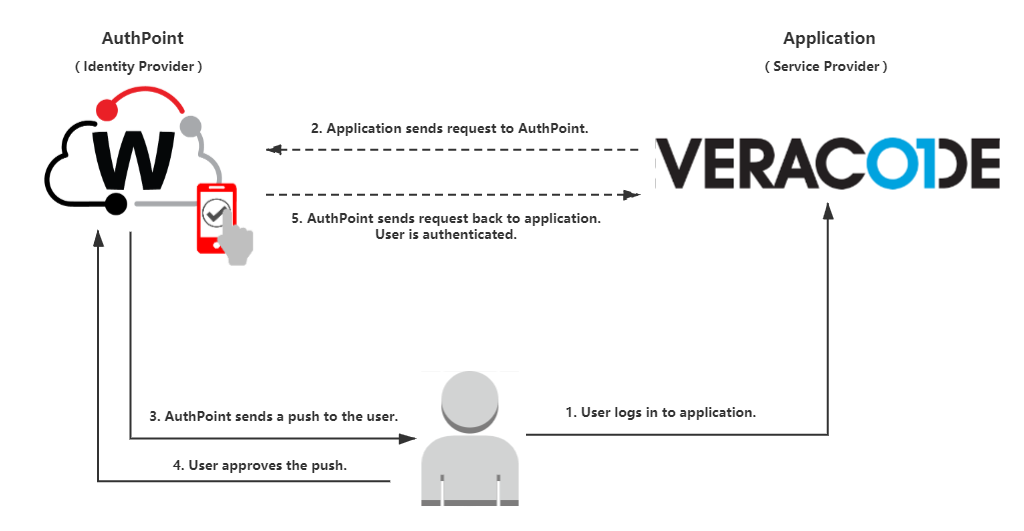 AuthPoint
( Identity Provider )
Application
( Service Provider )
2. Application sends request to AuthPoint.
W
VERACODE
5. AuthPoint sends request back to application.
User is authenticated.
3. AuthPoint sends a push to the user.
1. User logs in to application.
4. User approves the push.